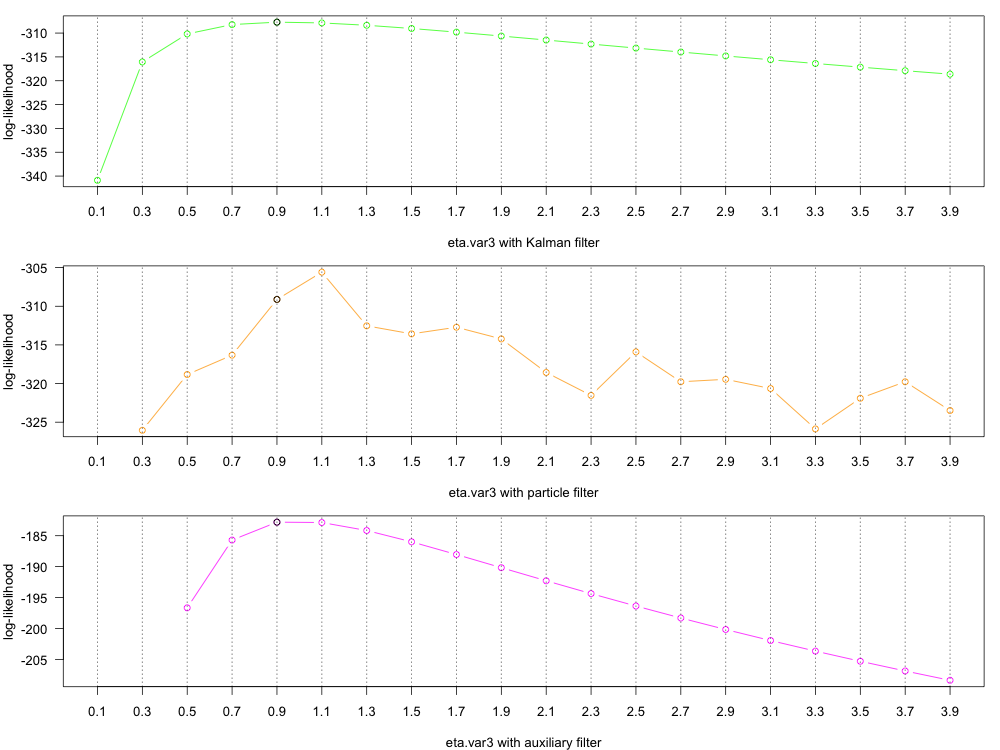 log-likelihood
-310
-315
-320
-325
-330
-335
-340
0.1 0.3 0.5 0.7 0.9 1.1 1.3 1.5 1.7 1.9 2.1 2.3 2.5 2.7 2.9 3.1 3.3 3.5 3.7 3.9
eta.var3 with Kalman filter
log-likelihood
-305
-310
-315
-320
-325
0.1 0.3 0.5 0.7 0.9 1.1 1.3 1.5 1.7 1.9 2.1 2.3 2.5 2.7 2.9 3.1 3.3 3.5 3.7 3.9
eta.var3 with particle filter
log-likelihood
-185
-190
-195
-200
-205
0.1 0.3 0.5 0.7 0.9 1.1 1.3 1.5 1.7 1.9 2.1 2.3 2.5 2.7 2.9 3.1 3.3 3.5 3.7 3.9
eta.var3 with auxiliary filter